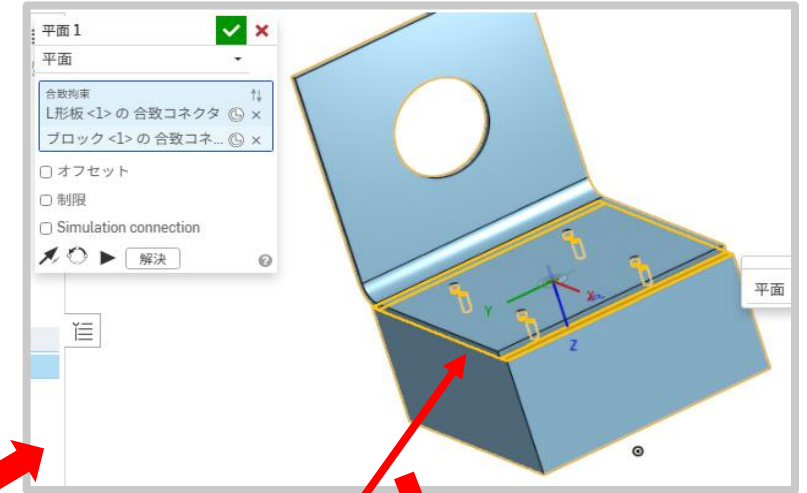 平面 1
平面
合致拘束
L形板 <1> の 合致コネクタ
ブロック <1> の 合致コネ...
オフセット
制限
Simulation connection
解決
平面
Y
X
Z